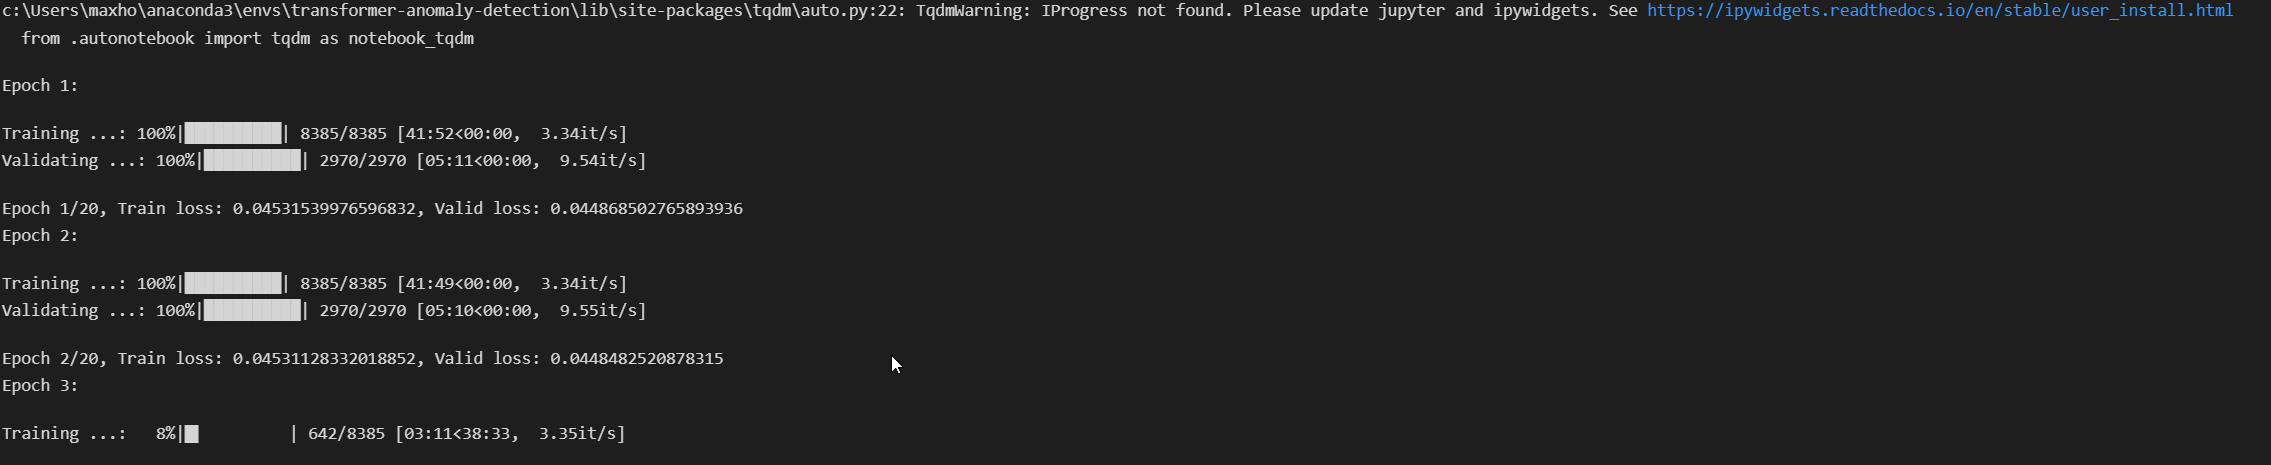 c:\Users\maxho\anaconda3\envs\transformer-anomaly-detection\lib\site-packages\tqdm\auto.py:22: TqdmWarning: IProgress not found. Please update jupyter and ipywidgets. See https://ipywidgets.readthedocs.io/en/stable/user_install.html
  from .autonotebook import tqdm as notebook_tqdm
Epoch 1:
Training ...: 100%|██████████| 8385/8385 [41:52<00:00,  3.34it/s]
Validating ...: 100%|██████████| 2970/2970 [05:11<00:00,  9.54it/s]
Epoch 1/20, Train loss: 0.04531539976596832, Valid loss: 0.044868502765893936
Epoch 2:
Training ...: 100%|██████████| 8385/8385 [41:49<00:00,  3.34it/s]
Validating ...: 100%|██████████| 2970/2970 [05:10<00:00,  9.55it/s]
Epoch 2/20, Train loss: 0.04531128332018852, Valid loss: 0.0448482520878315
Epoch 3:
Training ...:   8%|█▍         | 642/8385 [03:11<38:33,  3.35it/s]